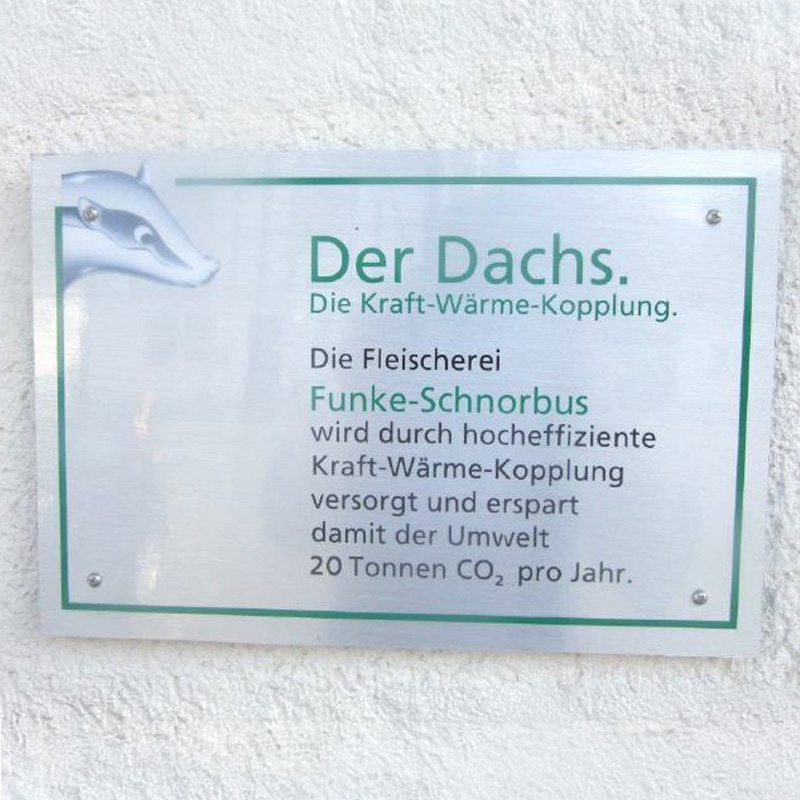 Der Dachs.
Die Kraft-Wärme-Kopplung.
Die Fleischerei
Funke-Schnorbus
wird durch hocheffiziente
Kraft-Wärme-Kopplung
versorgt und erspart
damit der Umwelt
20 Tonnen CO₂ pro Jahr.